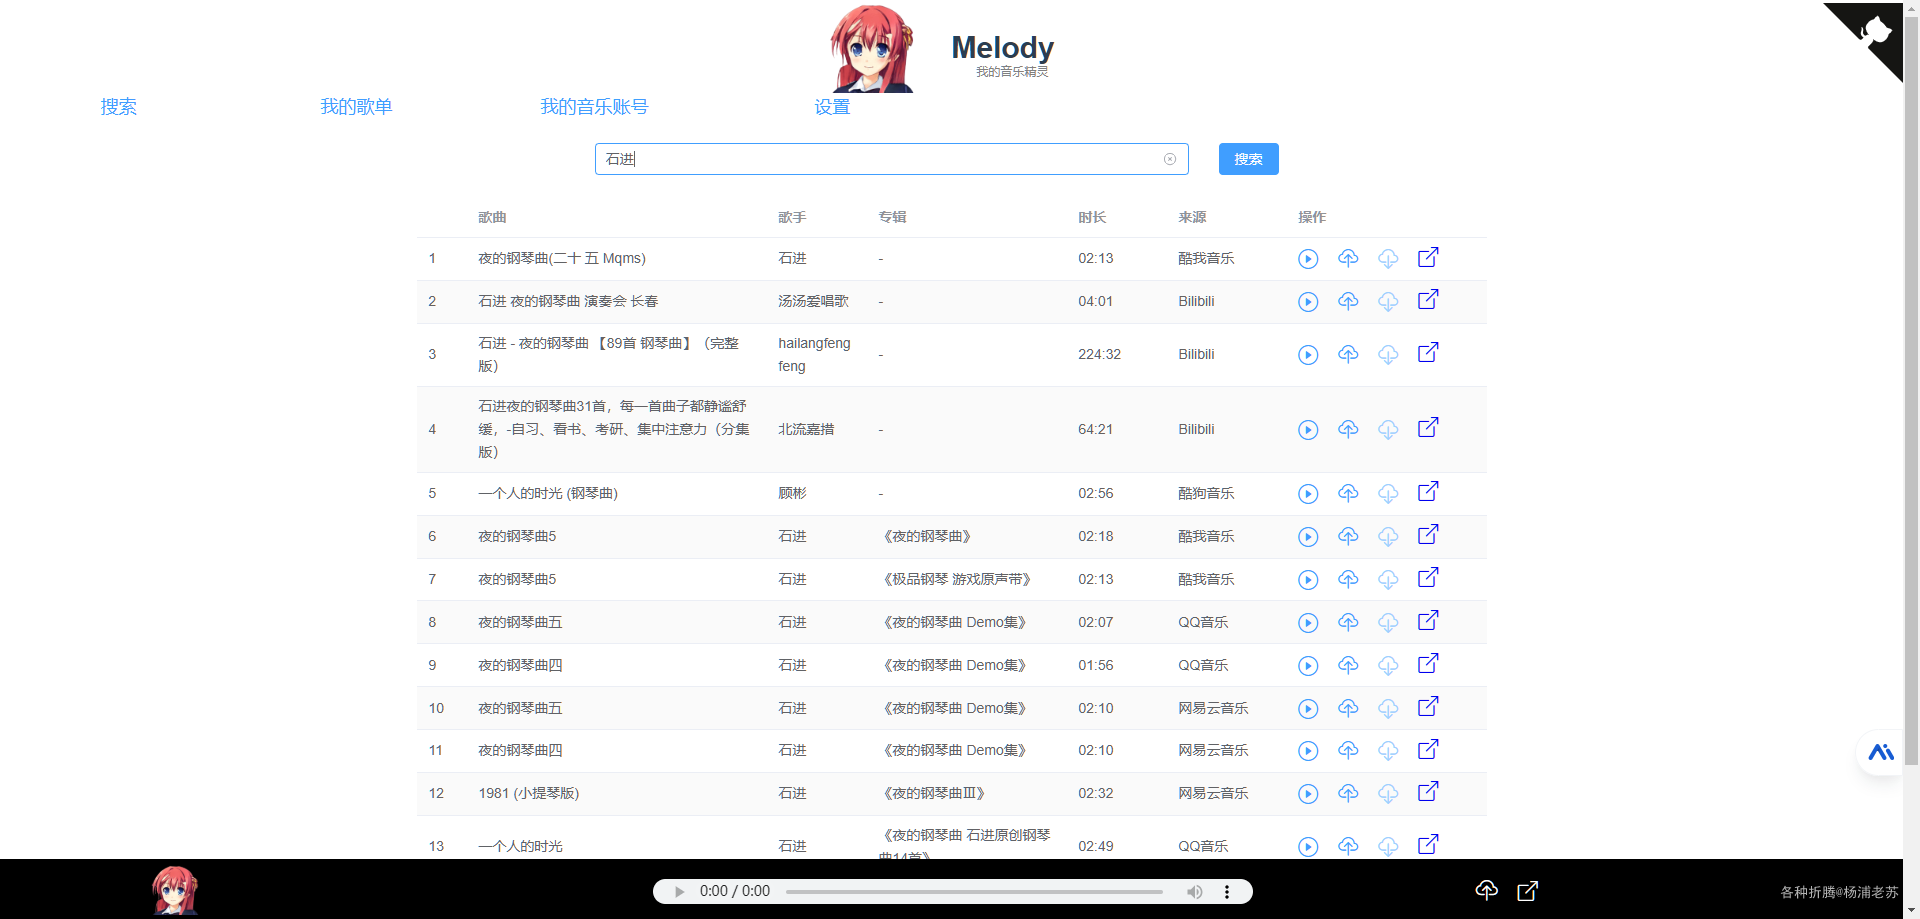 Melody
我的音乐精灵
搜索 我的歌单 我的音乐账号 设置
石进 搜索
歌曲 歌手 专辑 时长 来源 操作
1 夜的钢琴曲(二十 五 Mqms) 石进 - 02:13 酷我音乐
2 石进 夜的钢琴曲 演奏会 长春 汤汤爱唱歌 - 04:01 Bilibili
3 石进 - 夜的钢琴曲 【89首 钢琴曲】（完整
版） hailangfeng
feng - 224:32 Bilibili
4 石进夜的钢琴曲31首，每一首曲子都静谧舒
缓，-自习、看书、考研、集中注意力（分集
版） 北流嘉措 - 64:21 Bilibili
5 一个人的时光 (钢琴曲) 顾彬 - 02:56 酷狗音乐
6 夜的钢琴曲5 石进 《夜的钢琴曲》 02:18 酷我音乐
7 夜的钢琴曲5 石进 《极品钢琴 游戏原声带》 02:13 酷我音乐
8 夜的钢琴曲五 石进 《夜的钢琴曲 Demo集》 02:07 QQ音乐
9 夜的钢琴曲四 石进 《夜的钢琴曲 Demo集》 01:56 QQ音乐
10 夜的钢琴曲五 石进 《夜的钢琴曲 Demo集》 02:10 网易云音乐
11 夜的钢琴曲四 石进 《夜的钢琴曲 Demo集》 02:10 网易云音乐
12 1981 (小提琴版) 石进 《夜的钢琴曲Ⅲ》 02:32 网易云音乐
13 一个人的时光 石进 《夜的钢琴曲 石进原创钢琴
曲14首》 02:49 QQ音乐
0:00 / 0:00
各种折腾@杨浦老苏